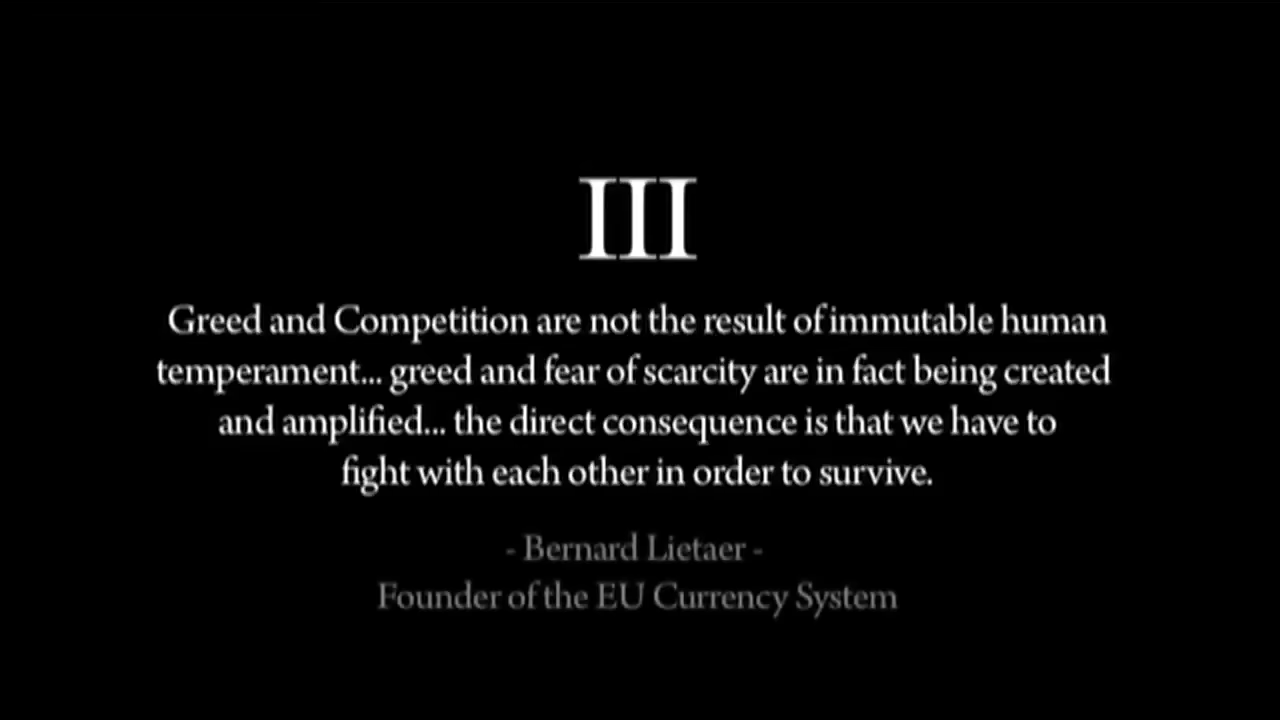 III
Greed and Competition are not the result of immutable human
temperament... greed and fear of scarcity are in fact being created
and amplified... the direct consequence is that we have to
fight with each other in order to survive.
- Bernard Lietaer -
Founder of the EU Currency System